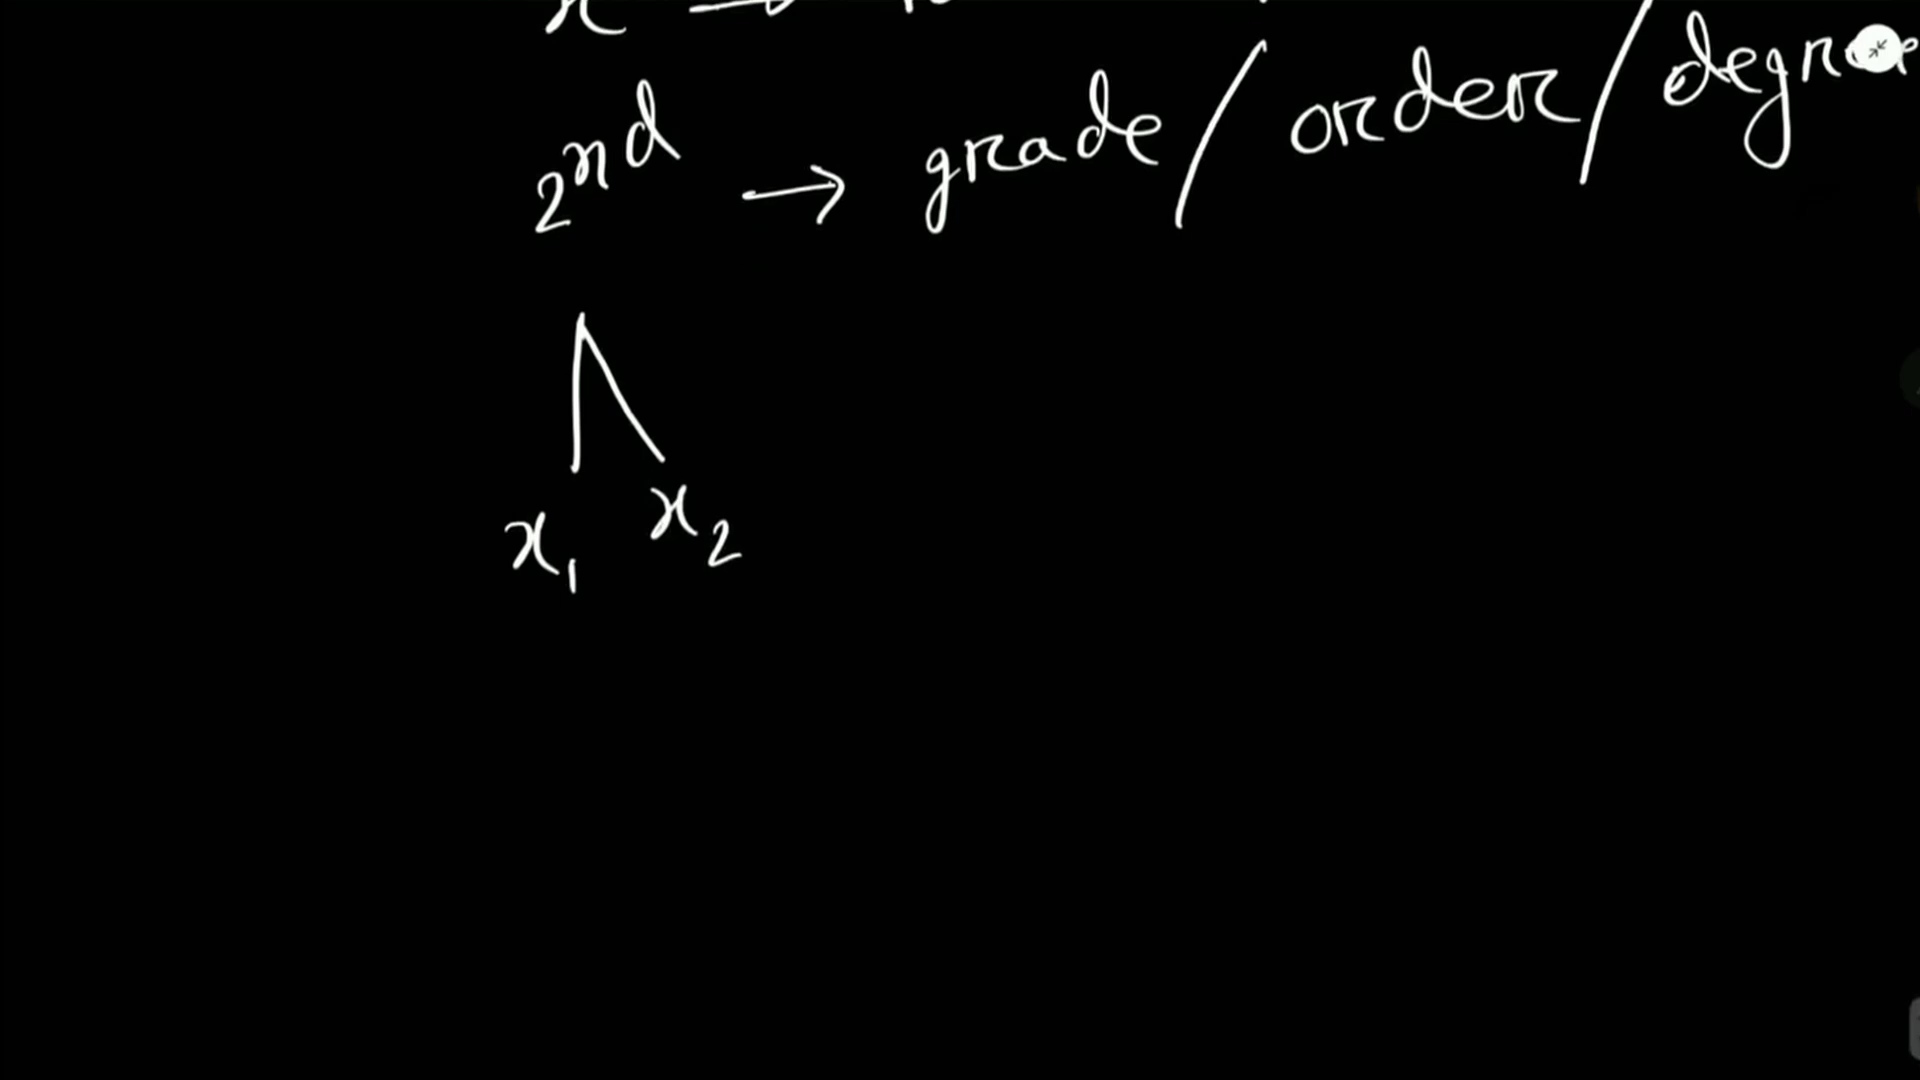 x →
2nd → grade / order / degree
x₁ x₂